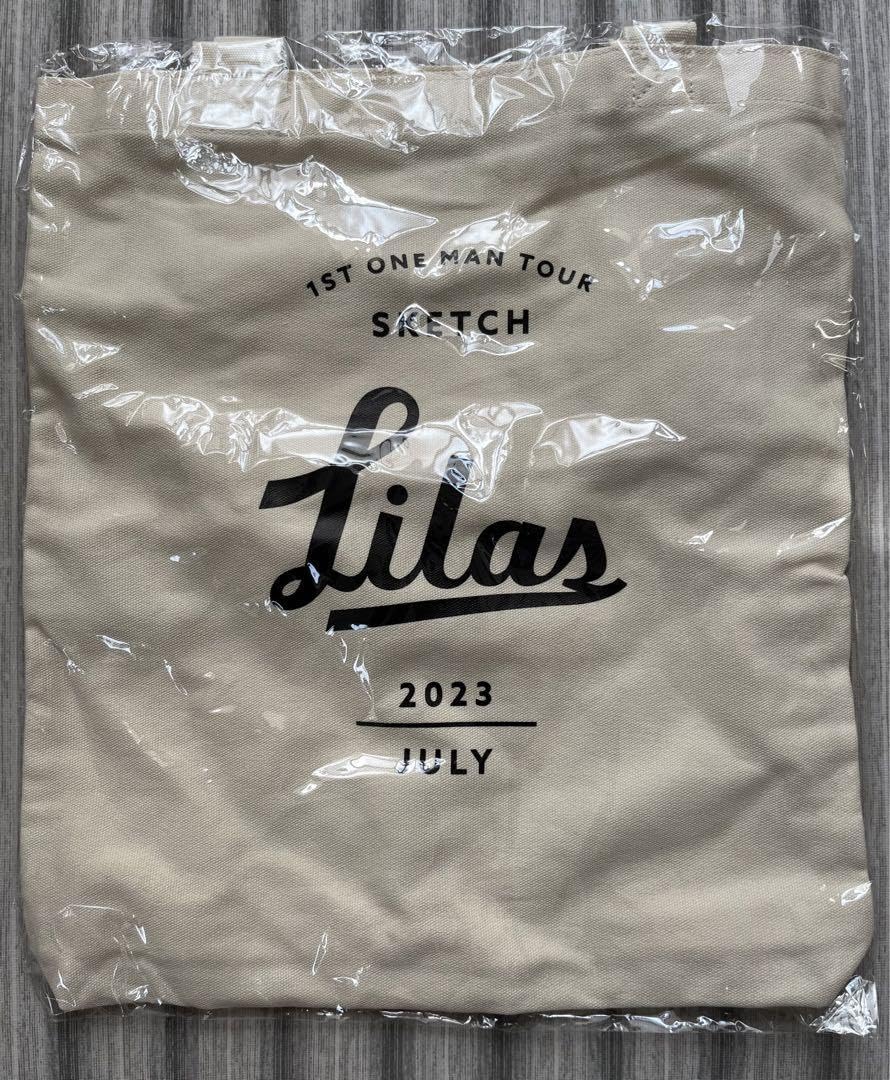 1ST ONE MAN TOUR
SKETCH
Lilas
2023
JULY